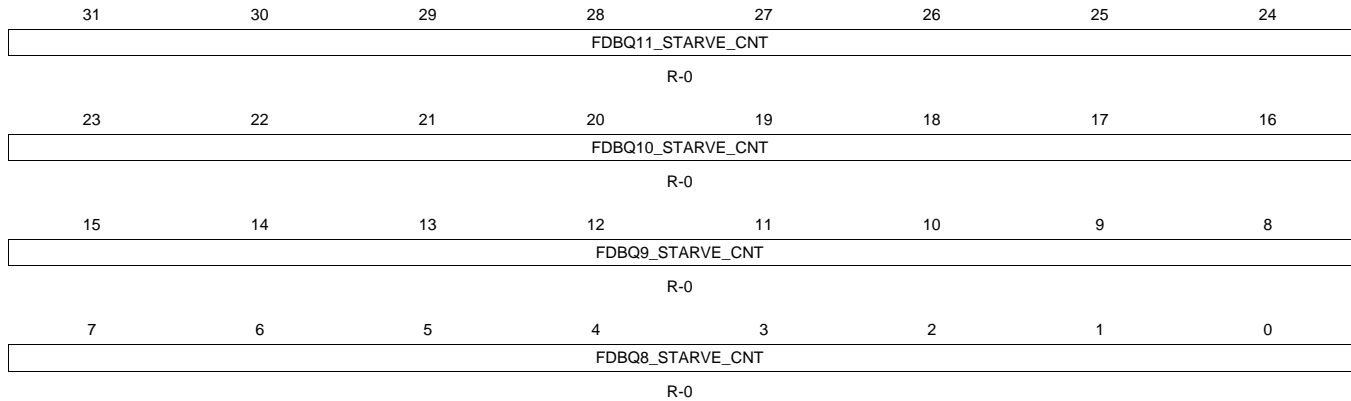 31 30 29 28 27 26 25 24
FDBQ11_STARVE_CNT
R-0
23 22 21 20 19 18 17 16
FDBQ10_STARVE_CNT
R-0
15 14 13 12 11 10 9 8
FDBQ9_STARVE_CNT
R-0
7 6 5 4 3 2 1 0
FDBQ8_STARVE_CNT
R-0